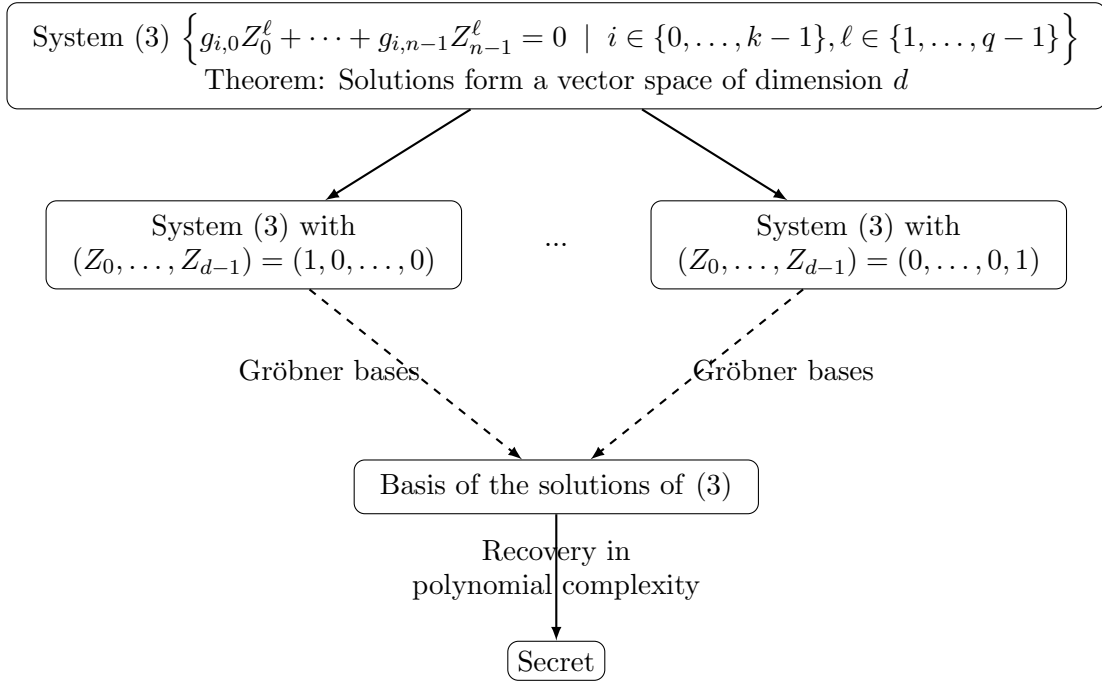 System (3) { g_{i,0}Z_0^ℓ + ⋯ + g_{i,n−1}Z_{n−1}^ℓ = 0 | i ∈ {0, …, k − 1}, ℓ ∈ {1, …, q − 1} }
Theorem: Solutions form a vector space of dimension d
System (3) with
(Z_0, …, Z_{d−1}) = (1, 0, …, 0)
...
System (3) with
(Z_0, …, Z_{d−1}) = (0, …, 0, 1)
Gröbner bases
Gröbner bases
Basis of the solutions of (3)
Recovery in
polynomial complexity
Secret